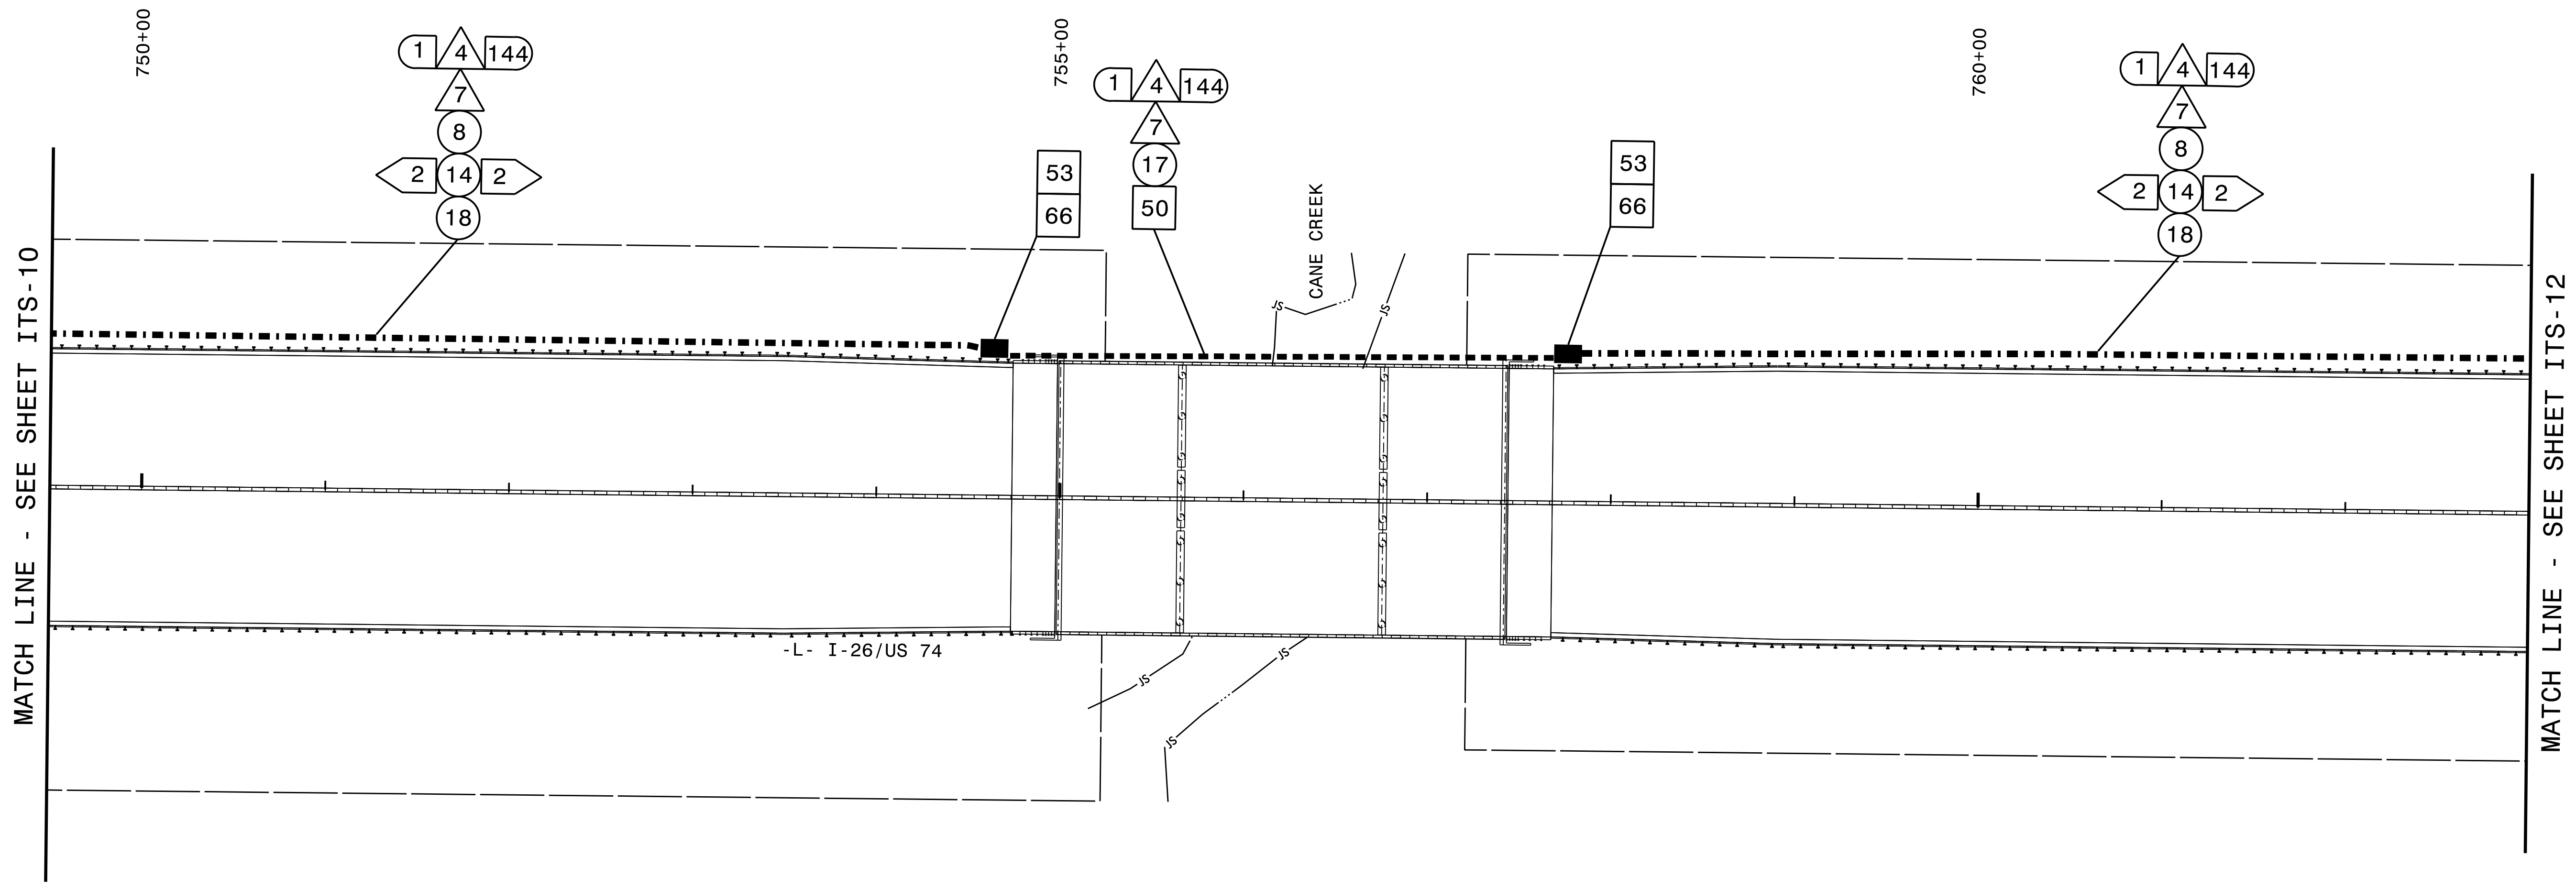 750+00
755+00
760+00
1 4 144
7
8
2 14 2
18
53
66
1 4 144
7
17
50
53
66
1 4 144
7
8
2 14 2
18
CANE CREEK
JS
JS
MATCH LINE - SEE SHEET ITS-10
MATCH LINE - SEE SHEET ITS-12
-L- I-26/US 74
JS
JS
JS